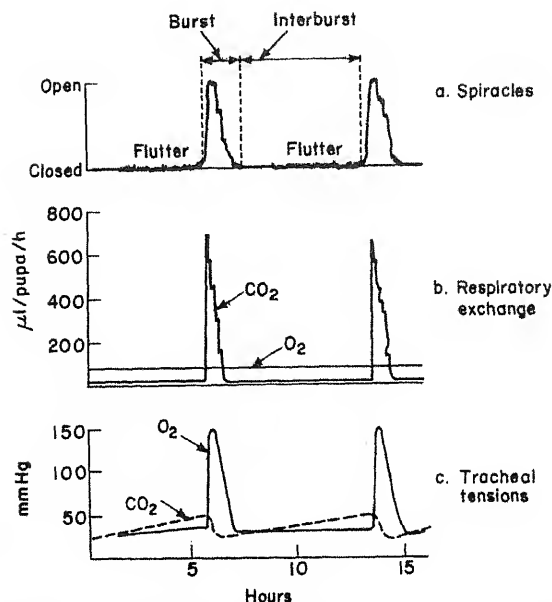 Burst Interburst
Open
Closed
Flutter Flutter
a. Spiracles
800
600
400
200
μl/pupa/h
CO2
O2
b. Respiratory
exchange
150
100
50
mmHg
O2
CO2
c. Tracheal
tensions
5 10 15
Hours